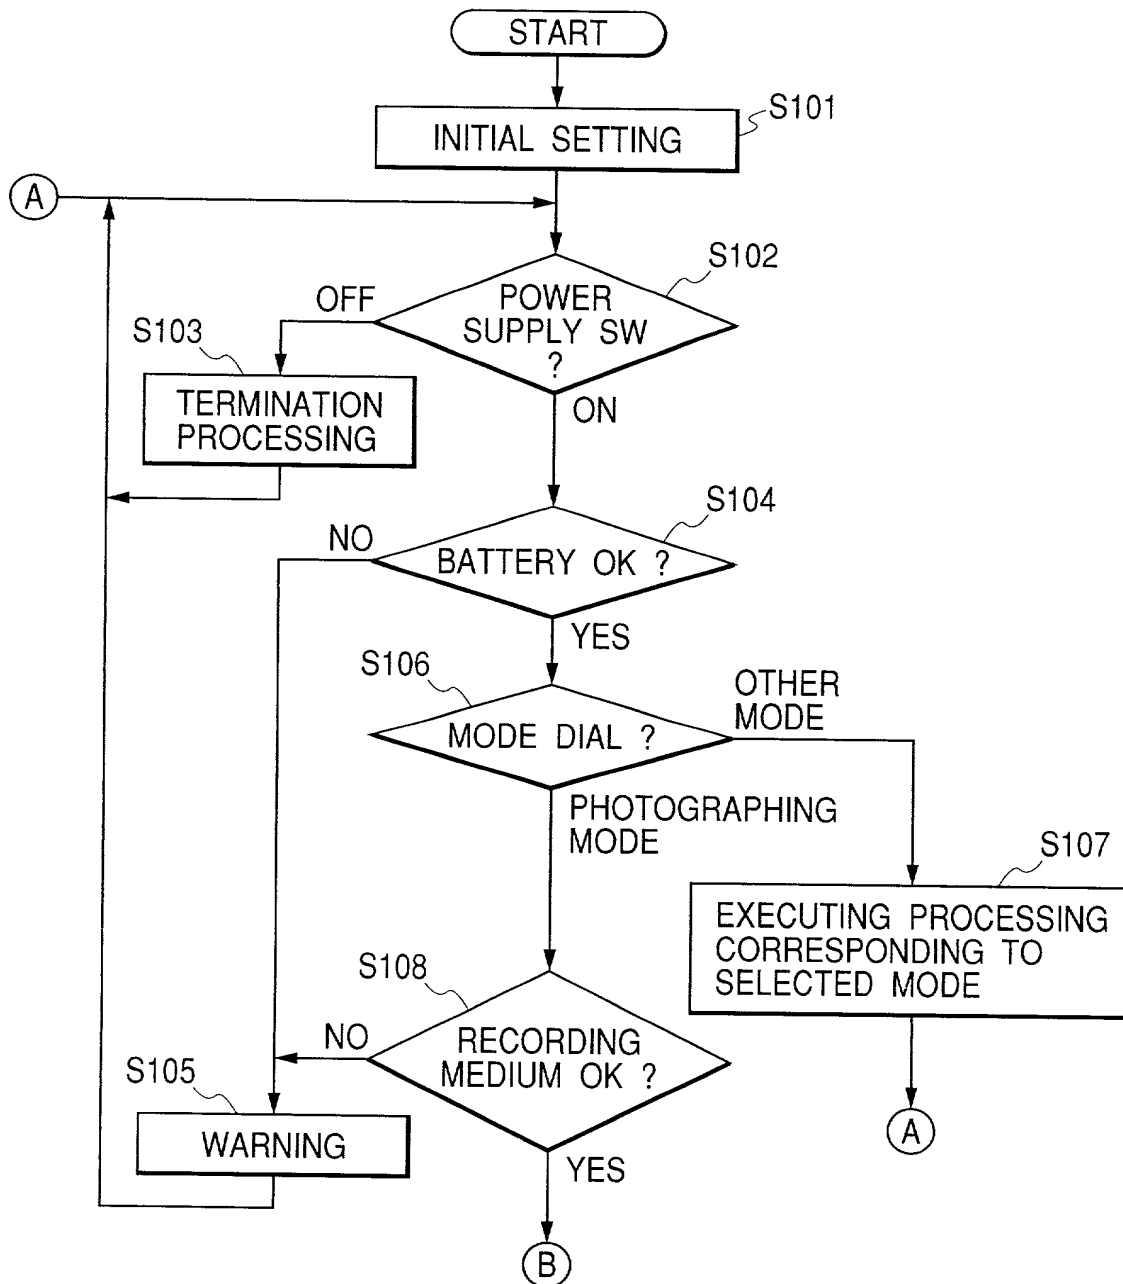 START
S101
INITIAL SETTING
A
S102
POWER
SUPPLY SW
?
OFF
ON
S103
TERMINATION
PROCESSING
S104
NO
BATTERY OK ?
YES
S106
OTHER
MODE
MODE DIAL ?
PHOTOGRAPHING
MODE
S107
EXECUTING PROCESSING
CORRESPONDING TO
SELECTED MODE
S108
NO
RECORDING
MEDIUM OK ?
S105
WARNING
YES
A
B